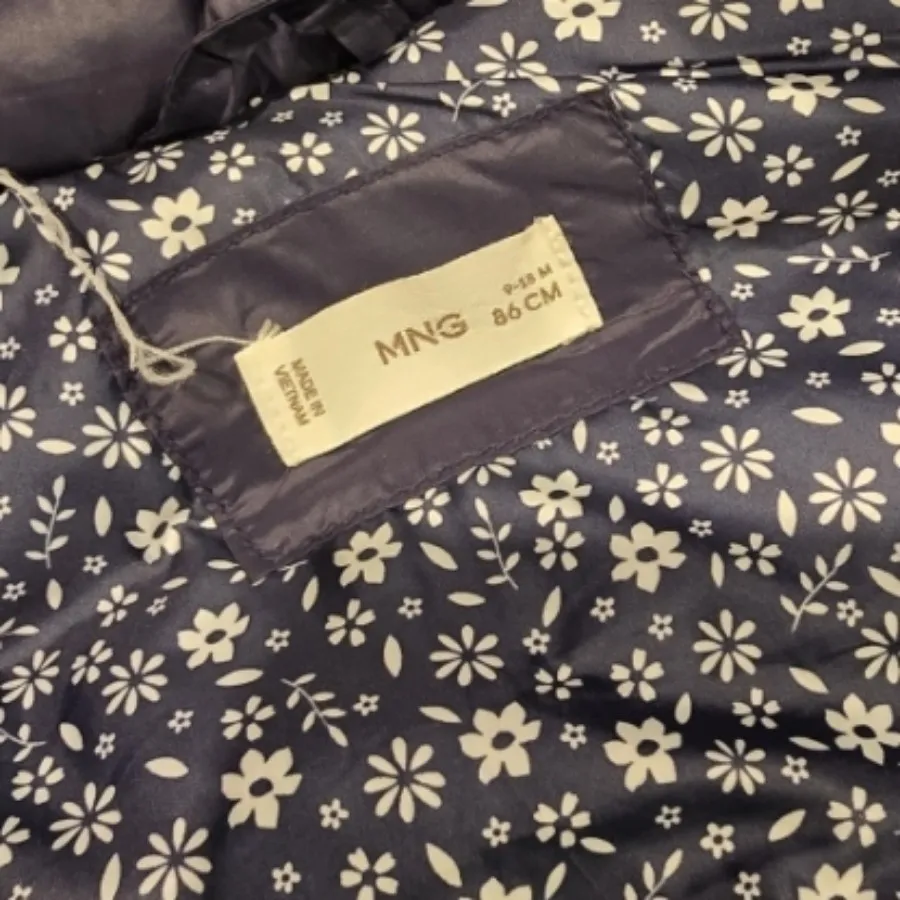 MNG
9-18 M
86 CM
MADE IN
VIETNAM